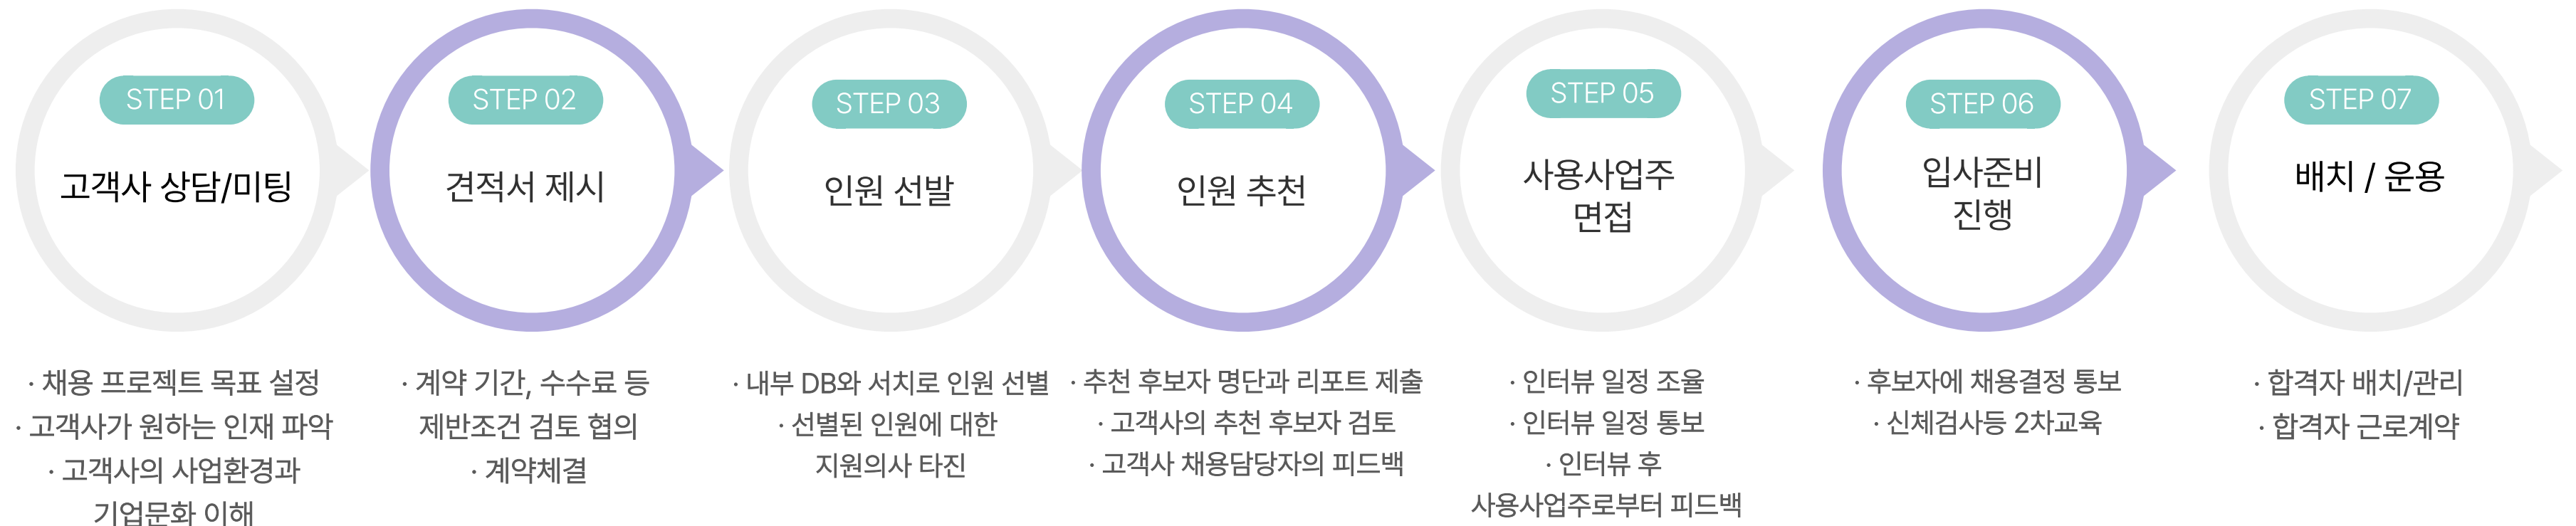 STEP 01
고객사 상담/미팅
· 채용 프로젝트 목표 설정
· 고객사가 원하는 인재 파악
· 고객사의 사업환경과
기업문화 이해
STEP 02
견적서 제시
· 계약 기간, 수수료 등
제반조건 검토 협의
· 계약체결
STEP 03
인원 선발
· 내부 DB와 서치로 인원 선별
· 선별된 인원에 대한
지원의사 타진
STEP 04
인원 추천
· 추천 후보자 명단과 리포트 제출
· 고객사의 추천 후보자 검토
· 고객사 채용담당자의 피드백
STEP 05
사용사업주
면접
· 인터뷰 일정 조율
· 인터뷰 일정 통보
· 인터뷰 후
사용사업주로부터 피드백
STEP 06
입사준비
진행
· 후보자에 채용결정 통보
· 신체검사등 2차교육
STEP 07
배치 / 운용
· 합격자 배치/관리
· 합격자 근로계약